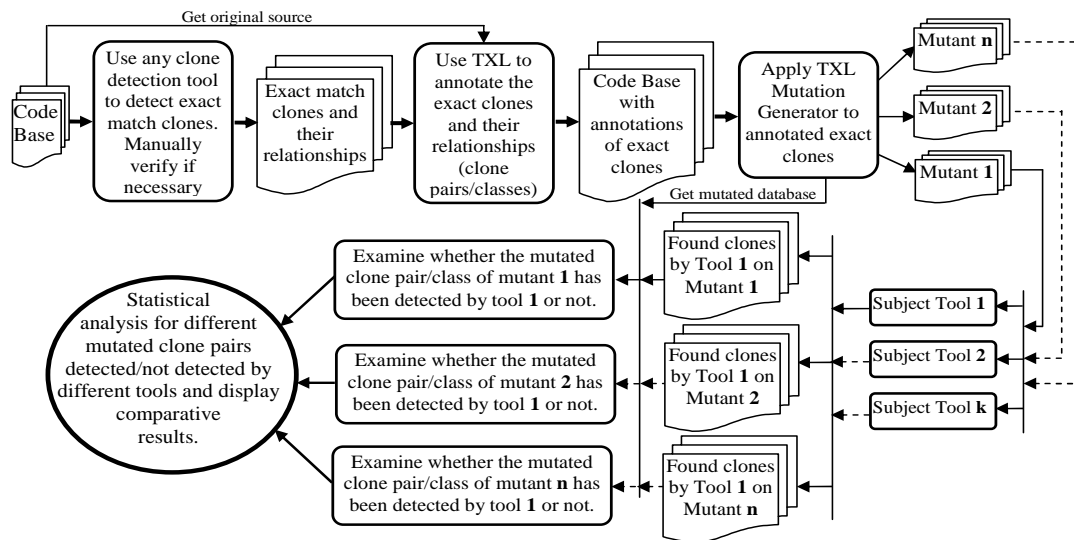 Get original source
Code
Base
Use any clone
detection tool
to detect exact
match clones.
Manually
verify if
necessary
Exact match
clones and
their
relationships
Use TXL to
annotate the
exact clones
and their
relationships
(clone
pairs/classes)
Code Base
with
annotations
of exact
clones
Apply TXL
Mutation
Generator to
annotated exact
clones
Mutant n
Mutant 2
Mutant 1
Get mutated database
Statistical
analysis for different
mutated clone pairs
detected/not detected by
different tools and display
comparative
results.
Examine whether the mutated
clone pair/class of mutant 1 has
been detected by tool 1 or not.
Examine whether the mutated
clone pair/class of mutant 2 has
been detected by tool 1 or not.
Examine whether the mutated
clone pair/class of mutant n has
been detected by tool 1 or not.
Found clones
by Tool 1 on
Mutant 1
Found clones
by Tool 1 on
Mutant 2
Found clones
by Tool 1 on
Mutant n
Subject Tool 1
Subject Tool 2
Subject Tool k